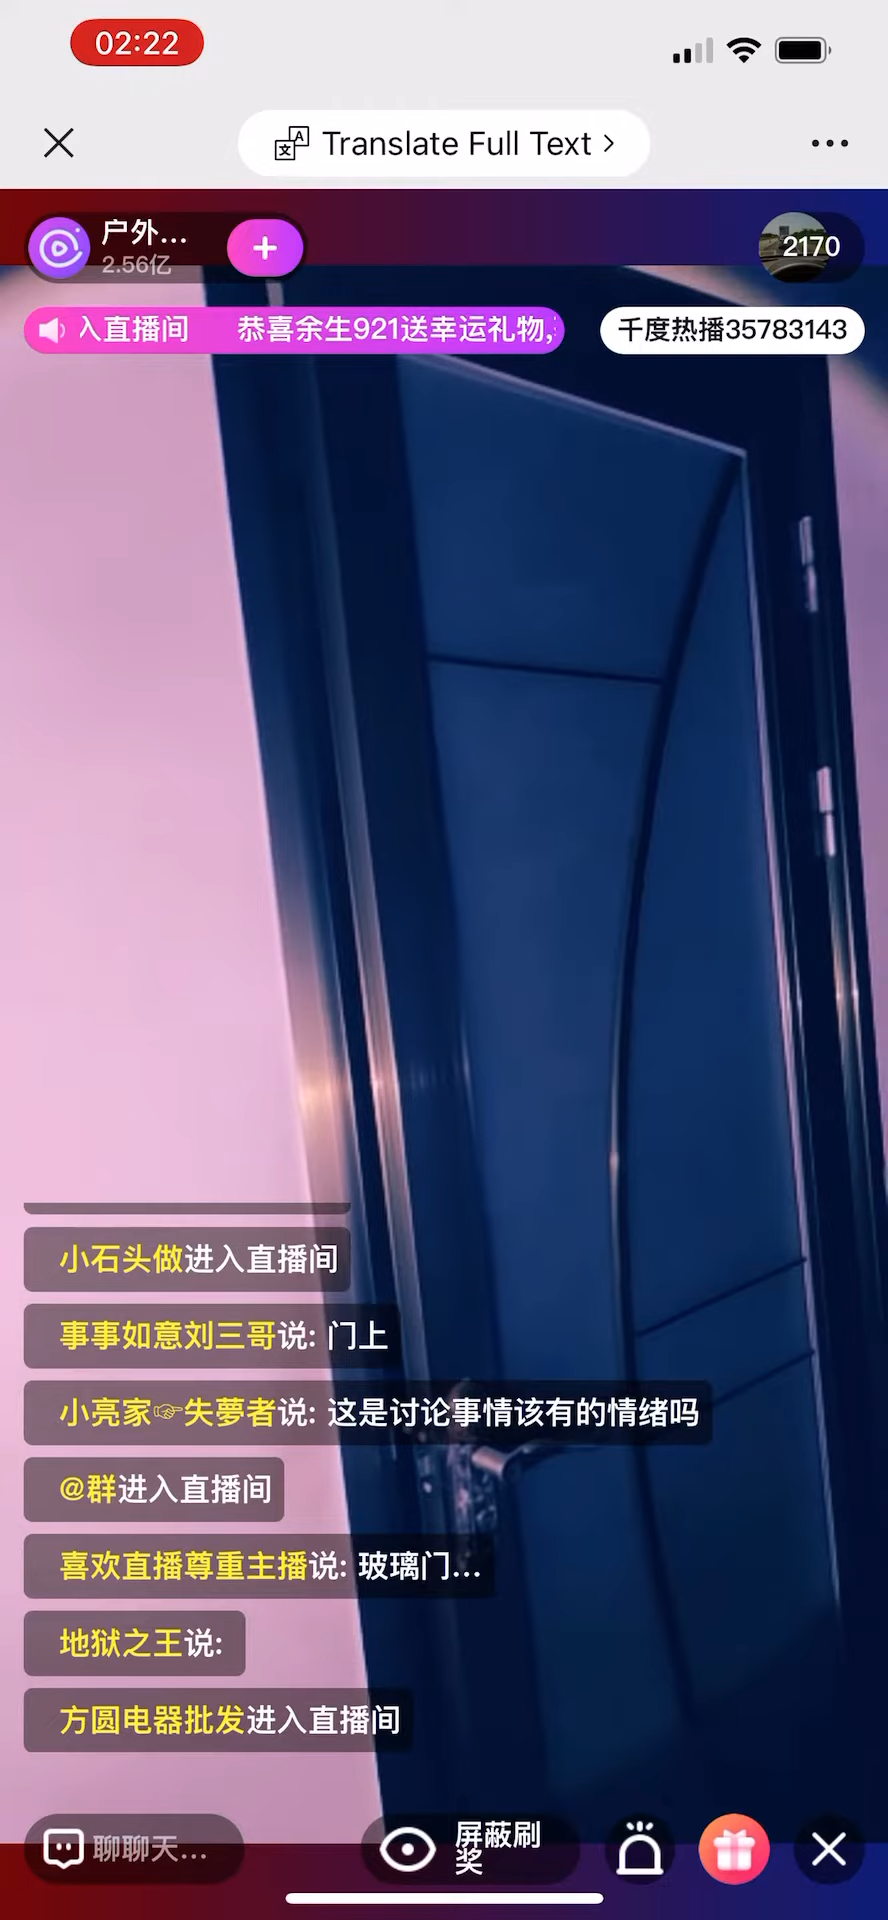 02:22
Translate Full Text
户外...
2.56亿
2170
入直播间 恭喜余生921送幸运礼物,
千度热播35783143
小石头做进入直播间
事事如意刘三哥说: 门上
小亮家👉失夢者说: 这是讨论事情该有的情绪吗
@群进入直播间
喜欢直播尊重主播说: 玻璃门...
地狱之王说:
方圆电器批发进入直播间
聊聊天...
屏蔽刷
奖